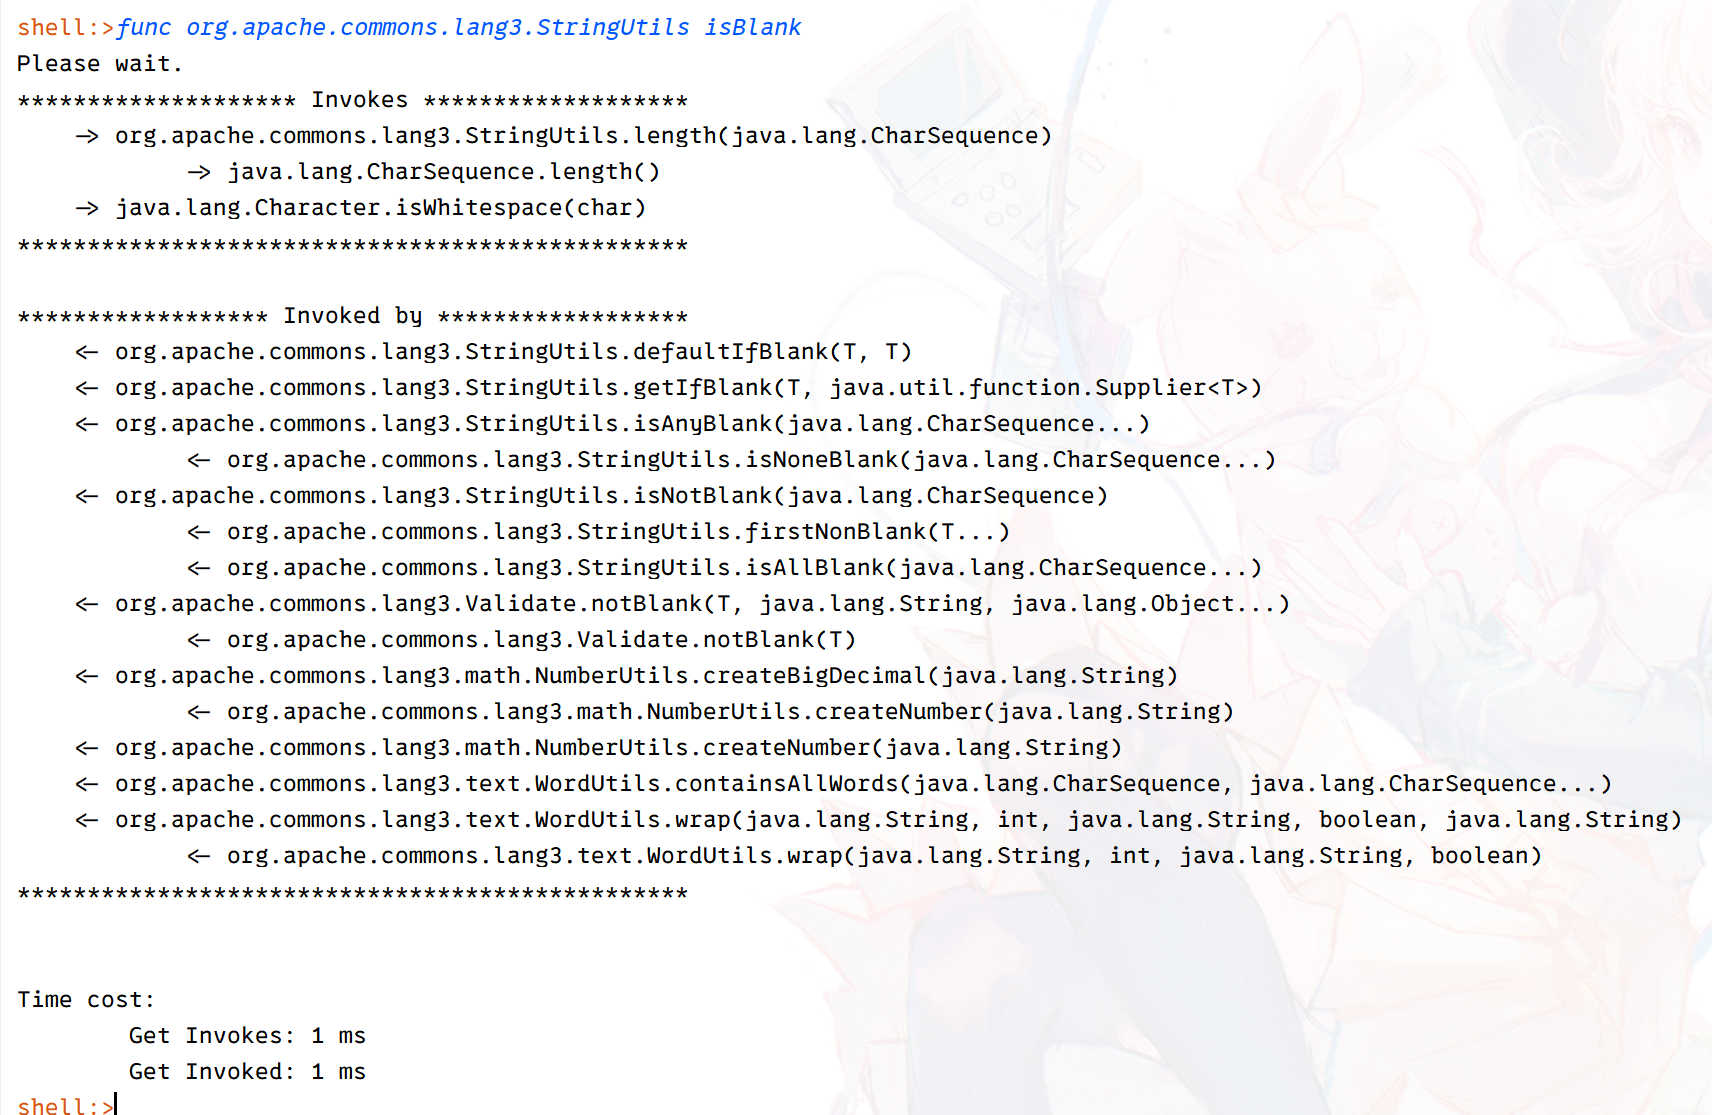 shell:>func org.apache.commons.lang3.StringUtils isBlank
Please wait.
******************** Invokes *******************
    -> org.apache.commons.lang3.StringUtils.length(java.lang.CharSequence)
            -> java.lang.CharSequence.length()
    -> java.lang.Character.isWhitespace(char)
************************************************

****************** Invoked by ******************
    <- org.apache.commons.lang3.StringUtils.defaultIfBlank(T, T)
    <- org.apache.commons.lang3.StringUtils.getIfBlank(T, java.util.function.Supplier<T>)
    <- org.apache.commons.lang3.StringUtils.isAnyBlank(java.lang.CharSequence...)
            <- org.apache.commons.lang3.StringUtils.isNoneBlank(java.lang.CharSequence...)
    <- org.apache.commons.lang3.StringUtils.isNotBlank(java.lang.CharSequence)
            <- org.apache.commons.lang3.StringUtils.firstNonBlank(T...)
            <- org.apache.commons.lang3.StringUtils.isAllBlank(java.lang.CharSequence...)
    <- org.apache.commons.lang3.Validate.notBlank(T, java.lang.String, java.lang.Object...)
            <- org.apache.commons.lang3.Validate.notBlank(T)
    <- org.apache.commons.lang3.math.NumberUtils.createBigDecimal(java.lang.String)
            <- org.apache.commons.lang3.math.NumberUtils.createNumber(java.lang.String)
    <- org.apache.commons.lang3.math.NumberUtils.createNumber(java.lang.String)
    <- org.apache.commons.lang3.text.WordUtils.containsAllWords(java.lang.CharSequence, java.lang.CharSequence...)
    <- org.apache.commons.lang3.text.WordUtils.wrap(java.lang.String, int, java.lang.String, boolean, java.lang.String)
            <- org.apache.commons.lang3.text.WordUtils.wrap(java.lang.String, int, java.lang.String, boolean)
************************************************

Time cost:
        Get Invokes: 1 ms
        Get Invoked: 1 ms
shell:>